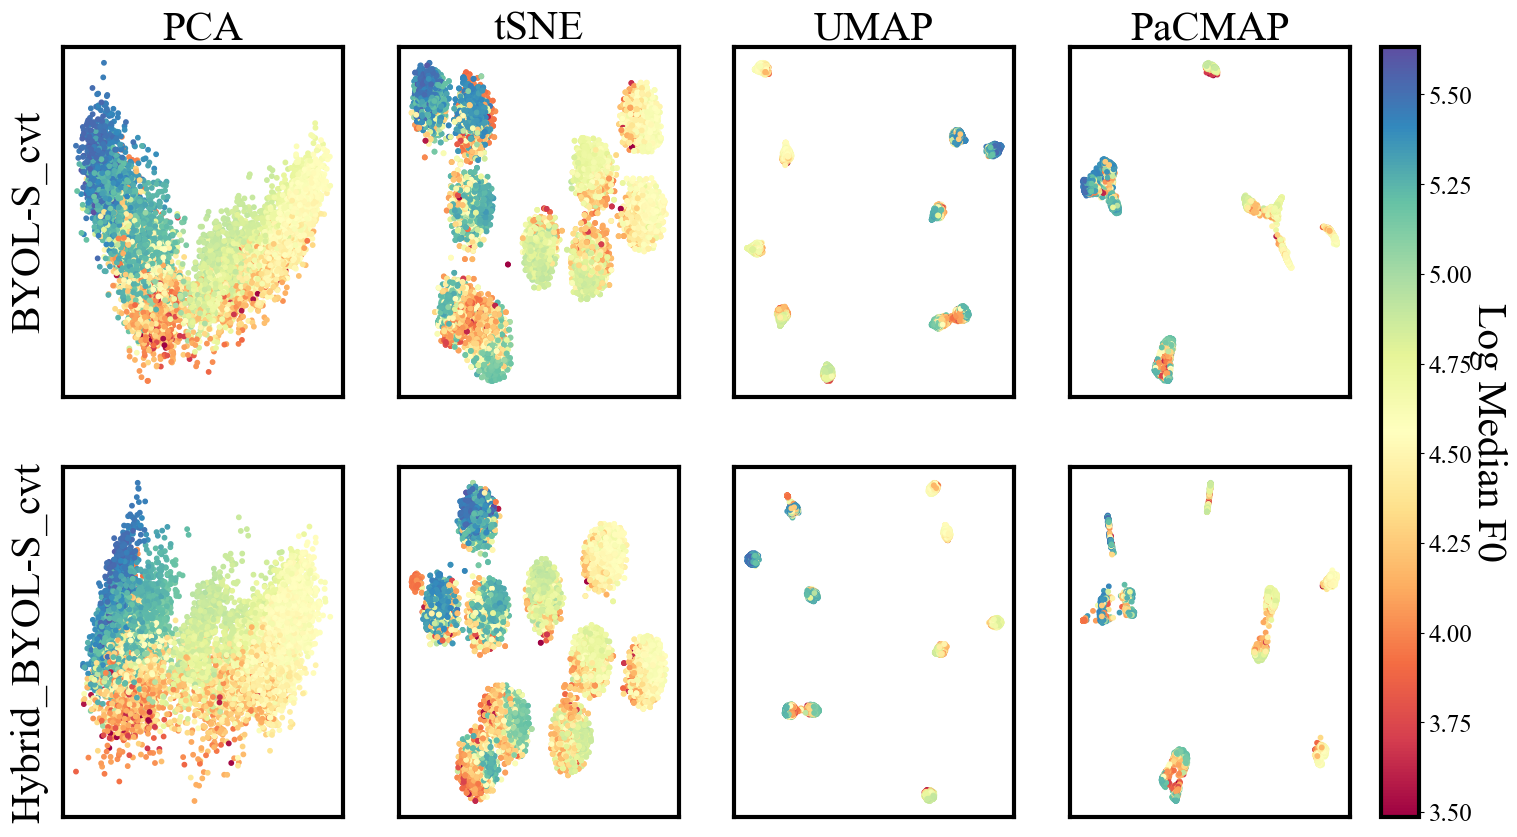 PCA
tSNE
UMAP
PaCMAP
BYOL-S_cvt
Hybrid_BYOL-S_cvt
5.50
5.25
5.00
4.75
4.50
4.25
4.00
3.75
3.50
Log Median F0